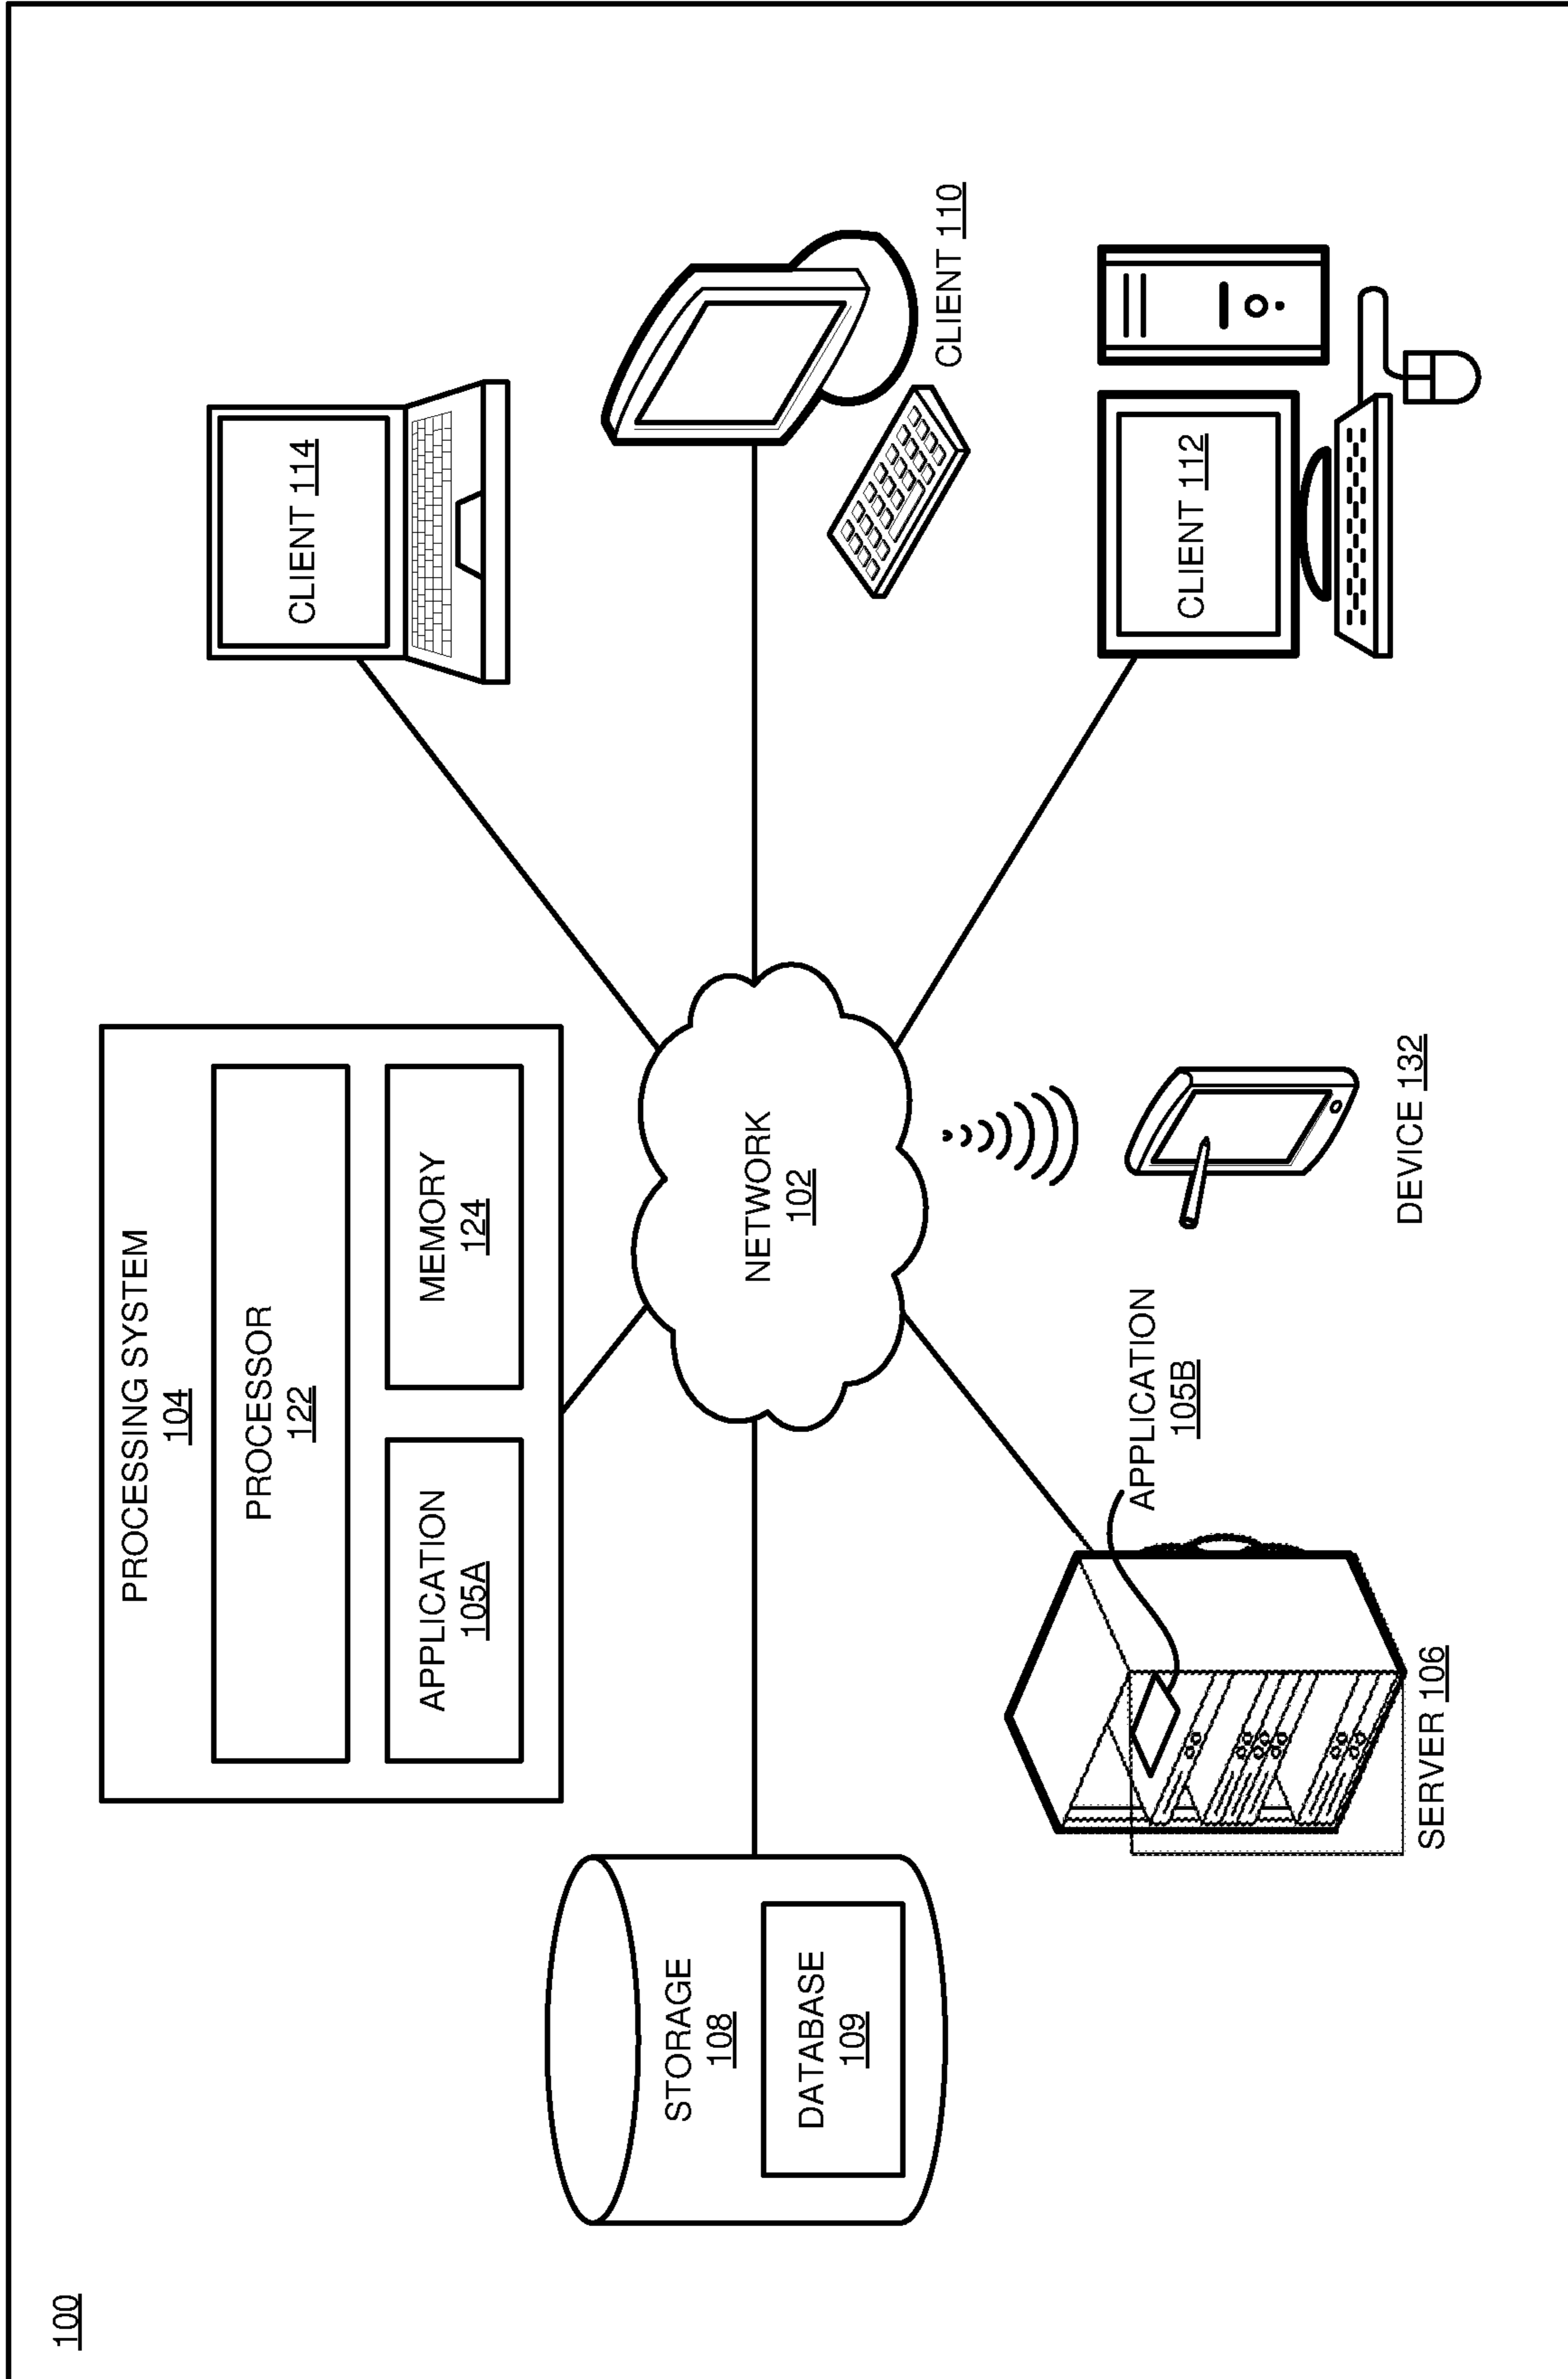 100
PROCESSING SYSTEM
104
PROCESSOR
122
APPLICATION
105A
MEMORY
124
CLIENT 114
STORAGE
108
DATABASE
109
NETWORK
102
CLIENT 110
APPLICATION
105B
SERVER 106
DEVICE 132
CLIENT 112